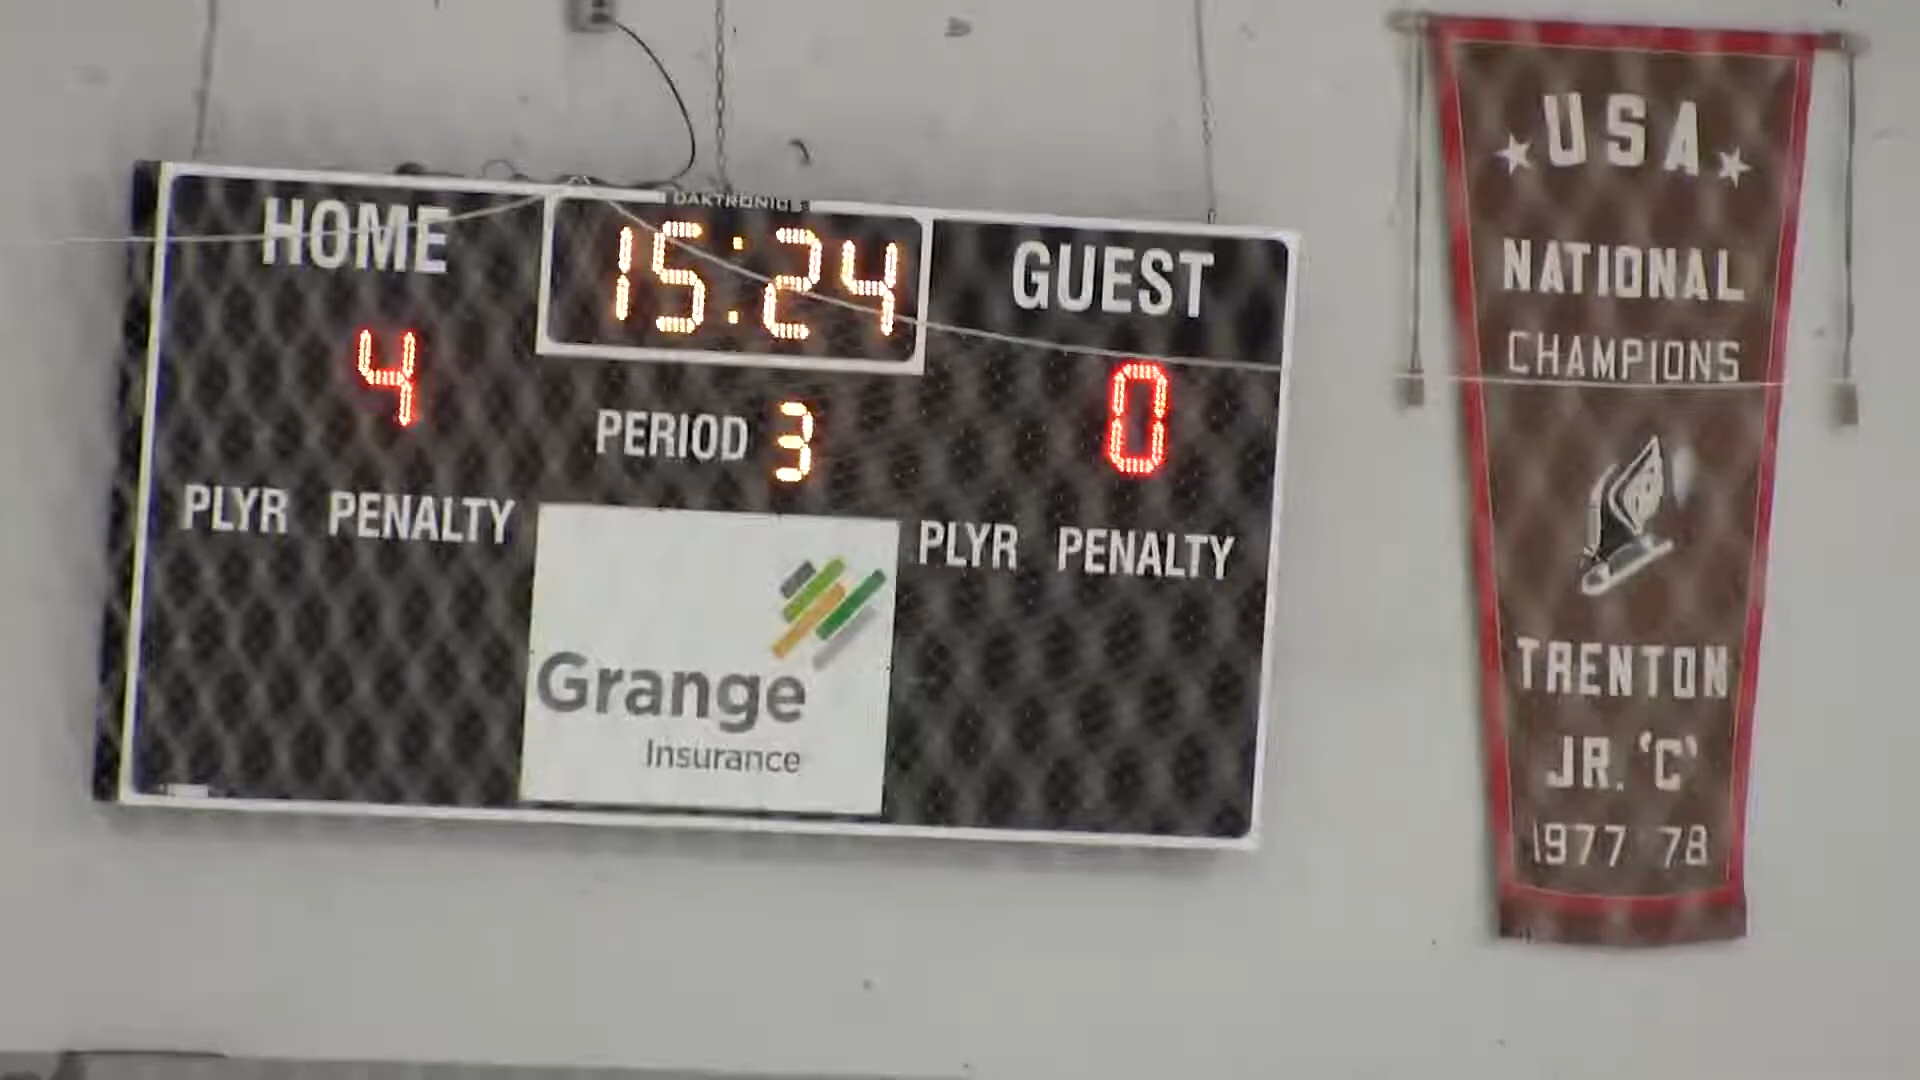 DAKTRONICS
HOME
15:24
GUEST
4
PERIOD 3
0
PLYR PENALTY
PLYR PENALTY
Grange
Insurance
USA
NATIONAL
CHAMPIONS
TRENTON
JR. 'C'
1977 78